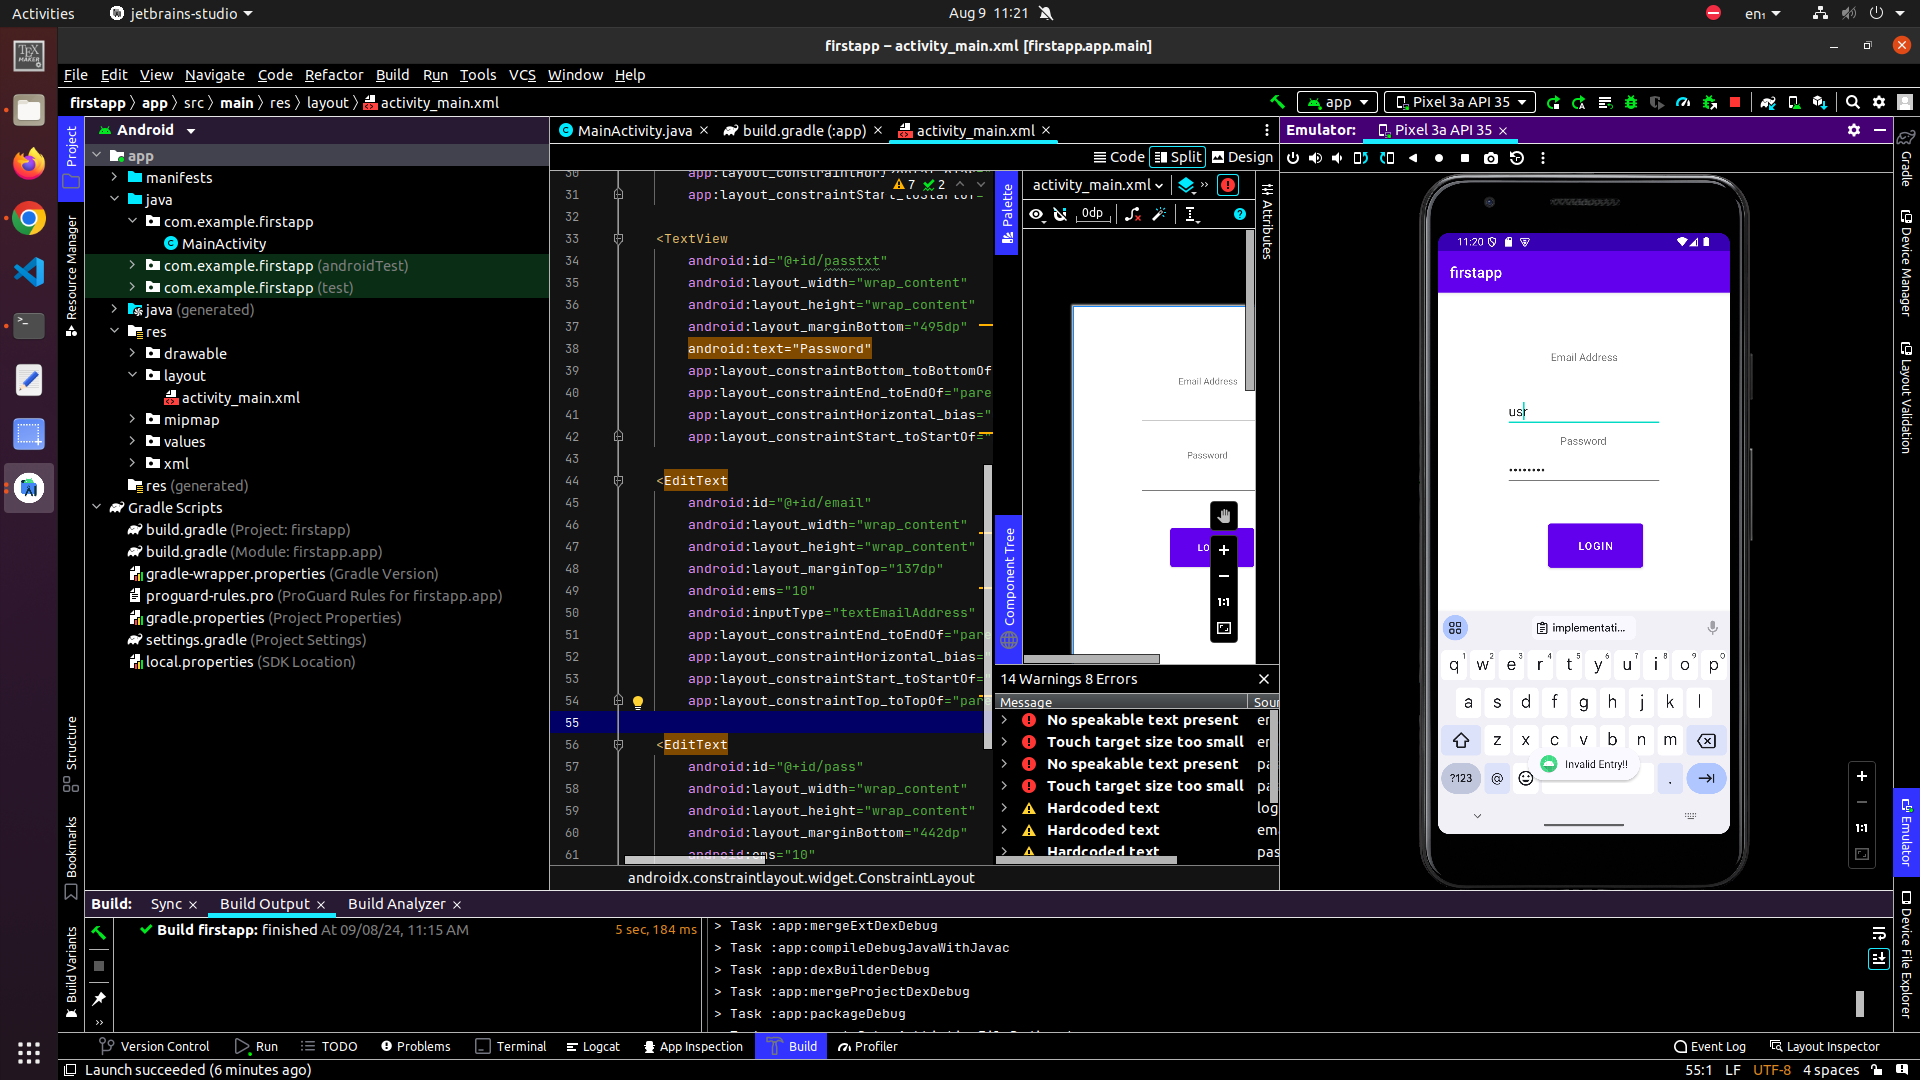 Activities
jetbrains-studio
Aug 9 11:21
en₁
firstapp – activity_main.xml [firstapp.app.main]
File Edit View Navigate Code Refactor Build Run Tools VCS Window Help
firstapp app src main res layout activity_main.xml
app
Pixel 3a API 35
Project
Resource Manager
Structure
Bookmarks
Build Variants
Android
app
manifests
java
com.example.firstapp
MainActivity
com.example.firstapp (androidTest)
com.example.firstapp (test)
java (generated)
res
drawable
layout
activity_main.xml
mipmap
values
xml
res (generated)
Gradle Scripts
build.gradle (Project: firstapp)
build.gradle (Module: firstapp.app)
gradle-wrapper.properties (Gradle Version)
proguard-rules.pro (ProGuard Rules for firstapp.app)
gradle.properties (Project Properties)
settings.gradle (Project Settings)
local.properties (SDK Location)
MainActivity.java
build.gradle (:app)
activity_main.xml
Code
Split
Design
7 2
31 app:layout_constraintStart_toStartOf="
32
33 <TextView
34 android:id="@+id/passtxt"
35 android:layout_width="wrap_content"
36 android:layout_height="wrap_content"
37 android:layout_marginBottom="495dp"
38 android:text="Password"
39 app:layout_constraintBottom_toBottomOf
40 app:layout_constraintEnd_toEndOf="pare
41 app:layout_constraintHorizontal_bias="
42 app:layout_constraintStart_toStartOf="
43
44 <EditText
45 android:id="@+id/email"
46 android:layout_width="wrap_content"
47 android:layout_height="wrap_content"
48 android:layout_marginTop="137dp"
49 android:ems="10"
50 android:inputType="textEmailAddress"
51 app:layout_constraintEnd_toEndOf="pare
52 app:layout_constraintHorizontal_bias="
53 app:layout_constraintStart_toStartOf="
54 app:layout_constraintTop_toTopOf="pare
55
56 <EditText
57 android:id="@+id/pass"
58 android:layout_width="wrap_content"
59 android:layout_height="wrap_content"
60 android:layout_marginBottom="442dp"
61 android:ems="10"
androidx.constraintlayout.widget.ConstraintLayout
Palette
Component Tree
activity_main.xml
0dp
Attributes
Email Address
Password
LO
1:1
14 Warnings 8 Errors
Message Sour
No speakable text present er
Touch target size too small er
No speakable text present pa
Touch target size too small pa
Hardcoded text log
Hardcoded text ema
Hardcoded text pas
Emulator:
Pixel 3a API 35
11:20
firstapp
Email Address
usr
Password
••••••••
LOGIN
implementati...
q1 w2 e3 r4 t5 y6 u7 i8 o9 p0
a s d f g h j k l
z x c v b n m
?123 @ .
Invalid Entry!!
1:1
Gradle
Device Manager
Layout Validation
Emulator
Device File Explorer
Build:
Sync
Build Output
Build Analyzer
Build firstapp: finished At 09/08/24, 11:15 AM 5 sec, 184 ms
> Task :app:mergeExtDexDebug
> Task :app:compileDebugJavaWithJavac
> Task :app:dexBuilderDebug
> Task :app:mergeProjectDexDebug
> Task :app:packageDebug
Version Control Run TODO Problems Terminal Logcat App Inspection Build Profiler
Event Log Layout Inspector
Launch succeeded (6 minutes ago)
55:1 LF UTF-8 4 spaces